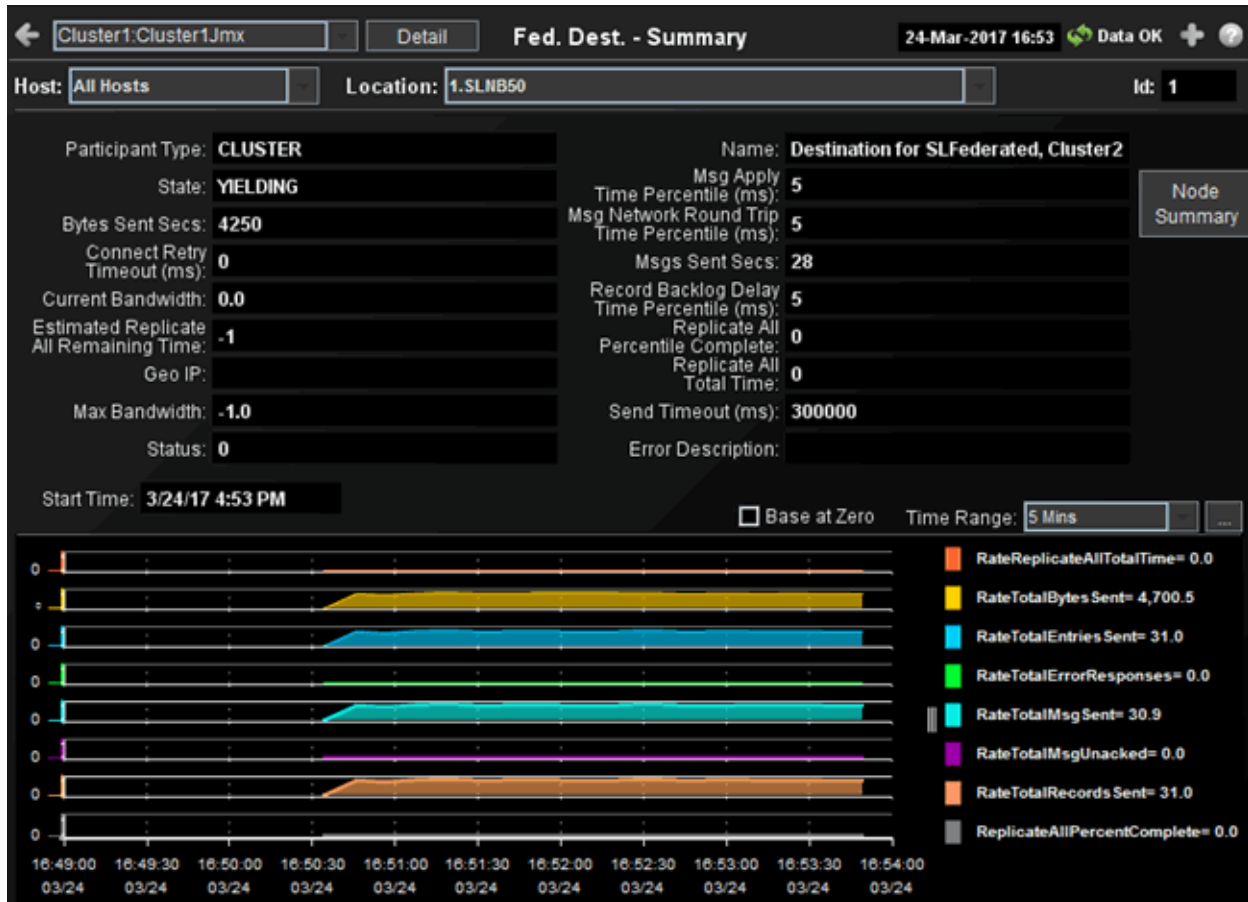 Cluster1:Cluster1Jmx Detail Fed. Dest. - Summary 24-Mar-2017 16:53 Data OK
Host: All Hosts Location: 1.SLNB50 Id: 1
Participant Type: CLUSTER
State: YIELDING
Bytes Sent Secs: 4250
Connect Retry
Timeout (ms): 0
Current Bandwidth: 0.0
Estimated Replicate
All Remaining Time: -1
Geo IP:
Max Bandwidth: -1.0
Status: 0
Name: Destination for SLFederated, Cluster2
Msg Apply
Time Percentile (ms): 5
Msg Network Round Trip
Time Percentile (ms): 5
Msgs Sent Secs: 28
Record Backlog Delay
Time Percentile (ms): 5
Replicate All
Percentile Complete: 0
Replicate All
Total Time: 0
Send Timeout (ms): 300000
Error Description:
Node
Summary
Start Time: 3/24/17 4:53 PM
Base at Zero Time Range: 5 Mins ...
0 RateReplicateAllTotalTime= 0.0
0 RateTotalBytesSent= 4,700.5
0 RateTotalEntriesSent= 31.0
0 RateTotalErrorResponses= 0.0
0 RateTotalMsgSent= 30.9
0 RateTotalMsgUnacked= 0.0
0 RateTotalRecordsSent= 31.0
0 ReplicateAllPercentComplete= 0.0
16:49:00 16:49:30 16:50:00 16:50:30 16:51:00 16:51:30 16:52:00 16:52:30 16:53:00 16:53:30 16:54:00
03/24 03/24 03/24 03/24 03/24 03/24 03/24 03/24 03/24 03/24 03/24